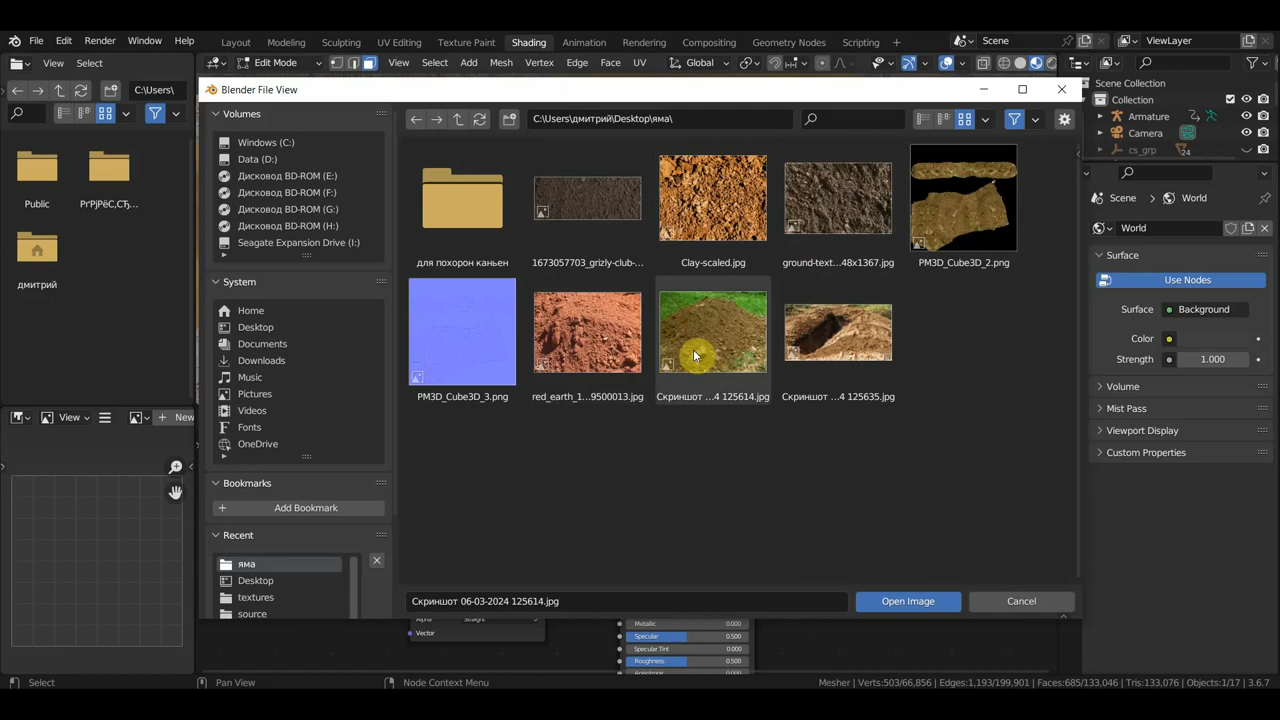 File Edit Render Window Help Layout Modeling Sculpting UV Editing Texture Paint Shading Animation Rendering Compositing Geometry Nodes Scripting + Scene ViewLayer
View Select Edit Mode View Select Add Mesh Vertex Edge Face UV Global
C:\Users\
Blender File View
Scene Collection
Collection
Armature
Camera
cs_grp
24
Public
РґРјРёС‚СЂ...
дмитрий
Volumes
Windows (C:)
Data (D:)
Дисковод BD-ROM (E:)
Дисковод BD-ROM (F:)
Дисковод BD-ROM (G:)
Дисковод BD-ROM (H:)
Seagate Expansion Drive (I:)
System
Home
Desktop
Documents
Downloads
Music
Pictures
Videos
Fonts
OneDrive
Bookmarks
Add Bookmark
Recent
яма
Desktop
textures
source
C:\Users\дмитрий\Desktop\яма\
для похорон каньен
1673057703_grizly-club-...
Clay-scaled.jpg
ground-text...48x1367.jpg
PM3D_Cube3D_2.png
PM3D_Cube3D_3.png
red_earth_1...9500013.jpg
Скриншот ...4 125614.jpg
Скриншот ...4 125635.jpg
Скриншот 06-03-2024 125614.jpg
Open Image
Cancel
Scene World
World
Surface
Use Nodes
Surface Background
Color
Strength 1.000
Volume
Mist Pass
Viewport Display
Custom Properties
View New
Alpha Straight
Vector
Metallic 0.000
Specular 0.500
Specular Tint 0.000
Roughness 0.500
Select Pan View Node Context Menu
Mesher | Verts:503/66,856 | Edges:1,193/199,901 | Faces:685/133,046 | Tris:133,076 | Objects:1/17 | 3.6.7